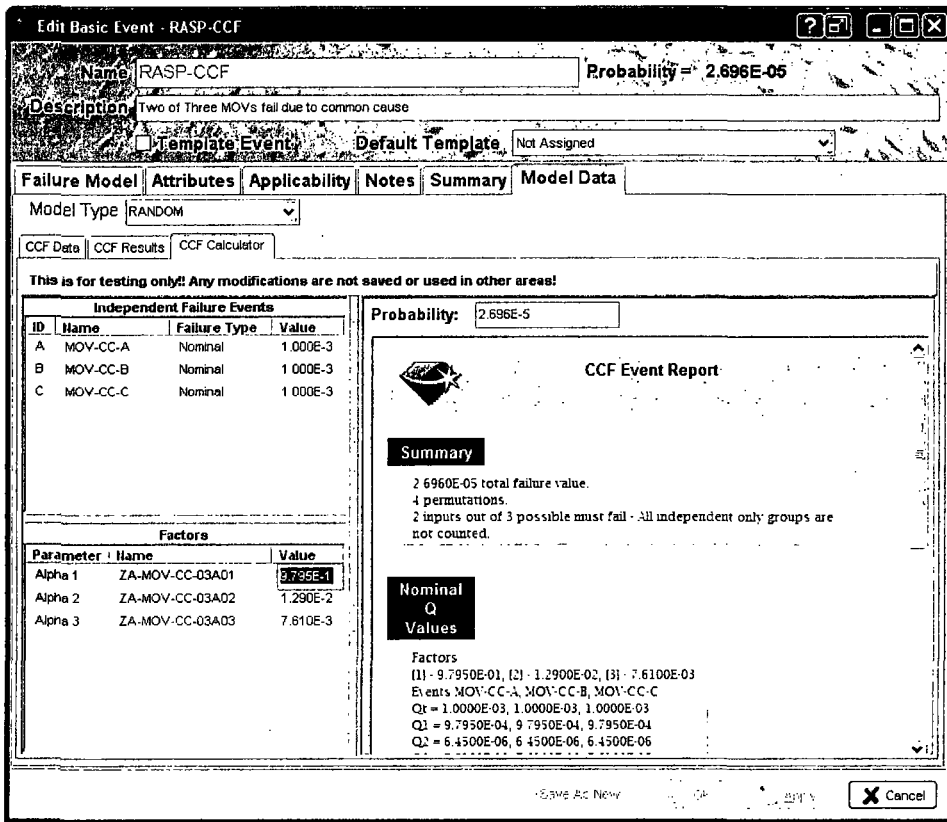 Edit Basic Event - RASP-CCF
Name RASP-CCF Probability = 2.696E-05
Description Two of Three MOVs fail due to common cause
Template Event Default Template Not Assigned
Failure Model Attributes Applicability Notes Summary Model Data
Model Type RANDOM
CCF Data CCF Results CCF Calculator
This is for testing only!! Any modifications are not saved or used in other areas!
Independent Failure Events
ID Name Failure Type Value
A MOV-CC-A Nominal 1.000E-3
B MOV-CC-B Nominal 1 000E-3
C MOV-CC-C Nominal 1 000E-3
Factors
Parameter Name Value
Alpha 1 ZA-MOV-CC-03A01 9.795E-1
Alpha 2 ZA-MOV-CC-03A02 1.290E-2
Alpha 3 ZA-MOV-CC-03A03 7.610E-3
Probability: 2.696E-5
CCF Event Report
Summary
2 6960E-05 total failure value.
4 permutations.
2 inputs out of 3 possible must fail - All independent only groups are
not counted.
Nominal
Q
Values
Factors
[1] - 9.7950E-01, [2] - 1.2900E-02, [3] - 7.6100E-03
Events MOV-CC-A, MOV-CC-B, MOV-CC-C
Qt = 1.0000E-03, 1.0000E-03, 1.0000E-03
Q1 = 9.7950E-04, 9 7950E-04, 9.7950E-04
Q2 = 6.4500E-06, 6 4500E-06, 6.4500E-06
Save As New OK Apply Cancel